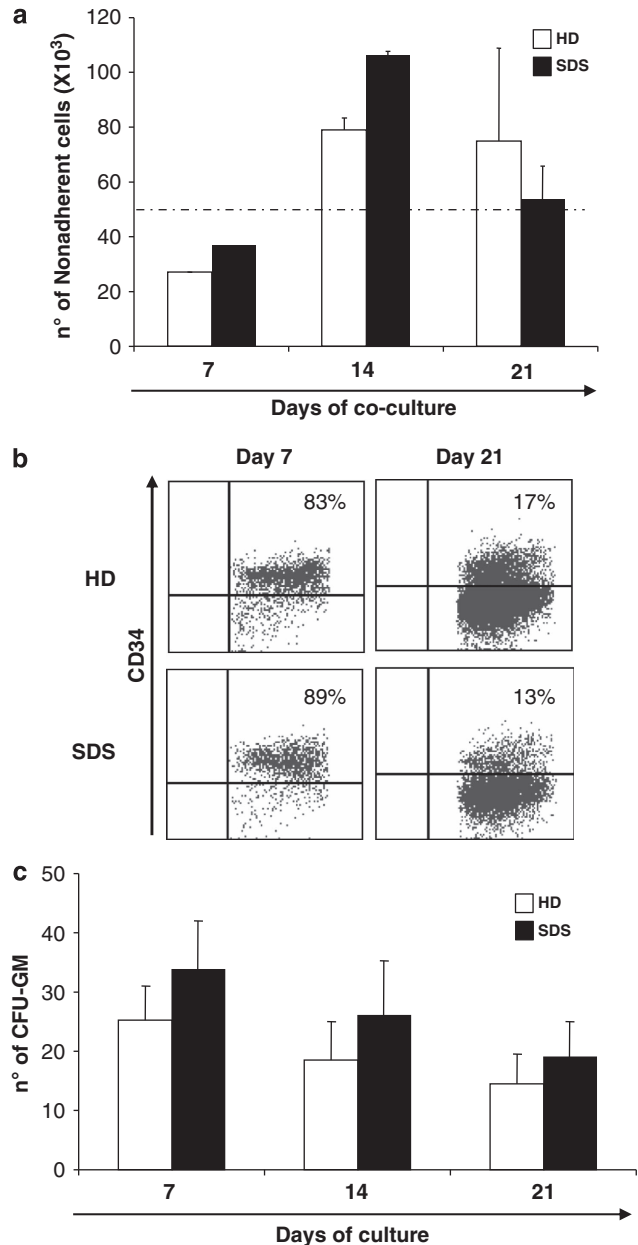 a
n° of Nonadherent cells (X10³)
120
100
80
60
40
20
0
HD
SDS
7 14 21
Days of co-culture
b
Day 7 Day 21
CD34
HD
83% 17%
SDS
89% 13%
c
n° of CFU-GM
50
40
30
20
10
0
HD
SDS
7 14 21
Days of culture